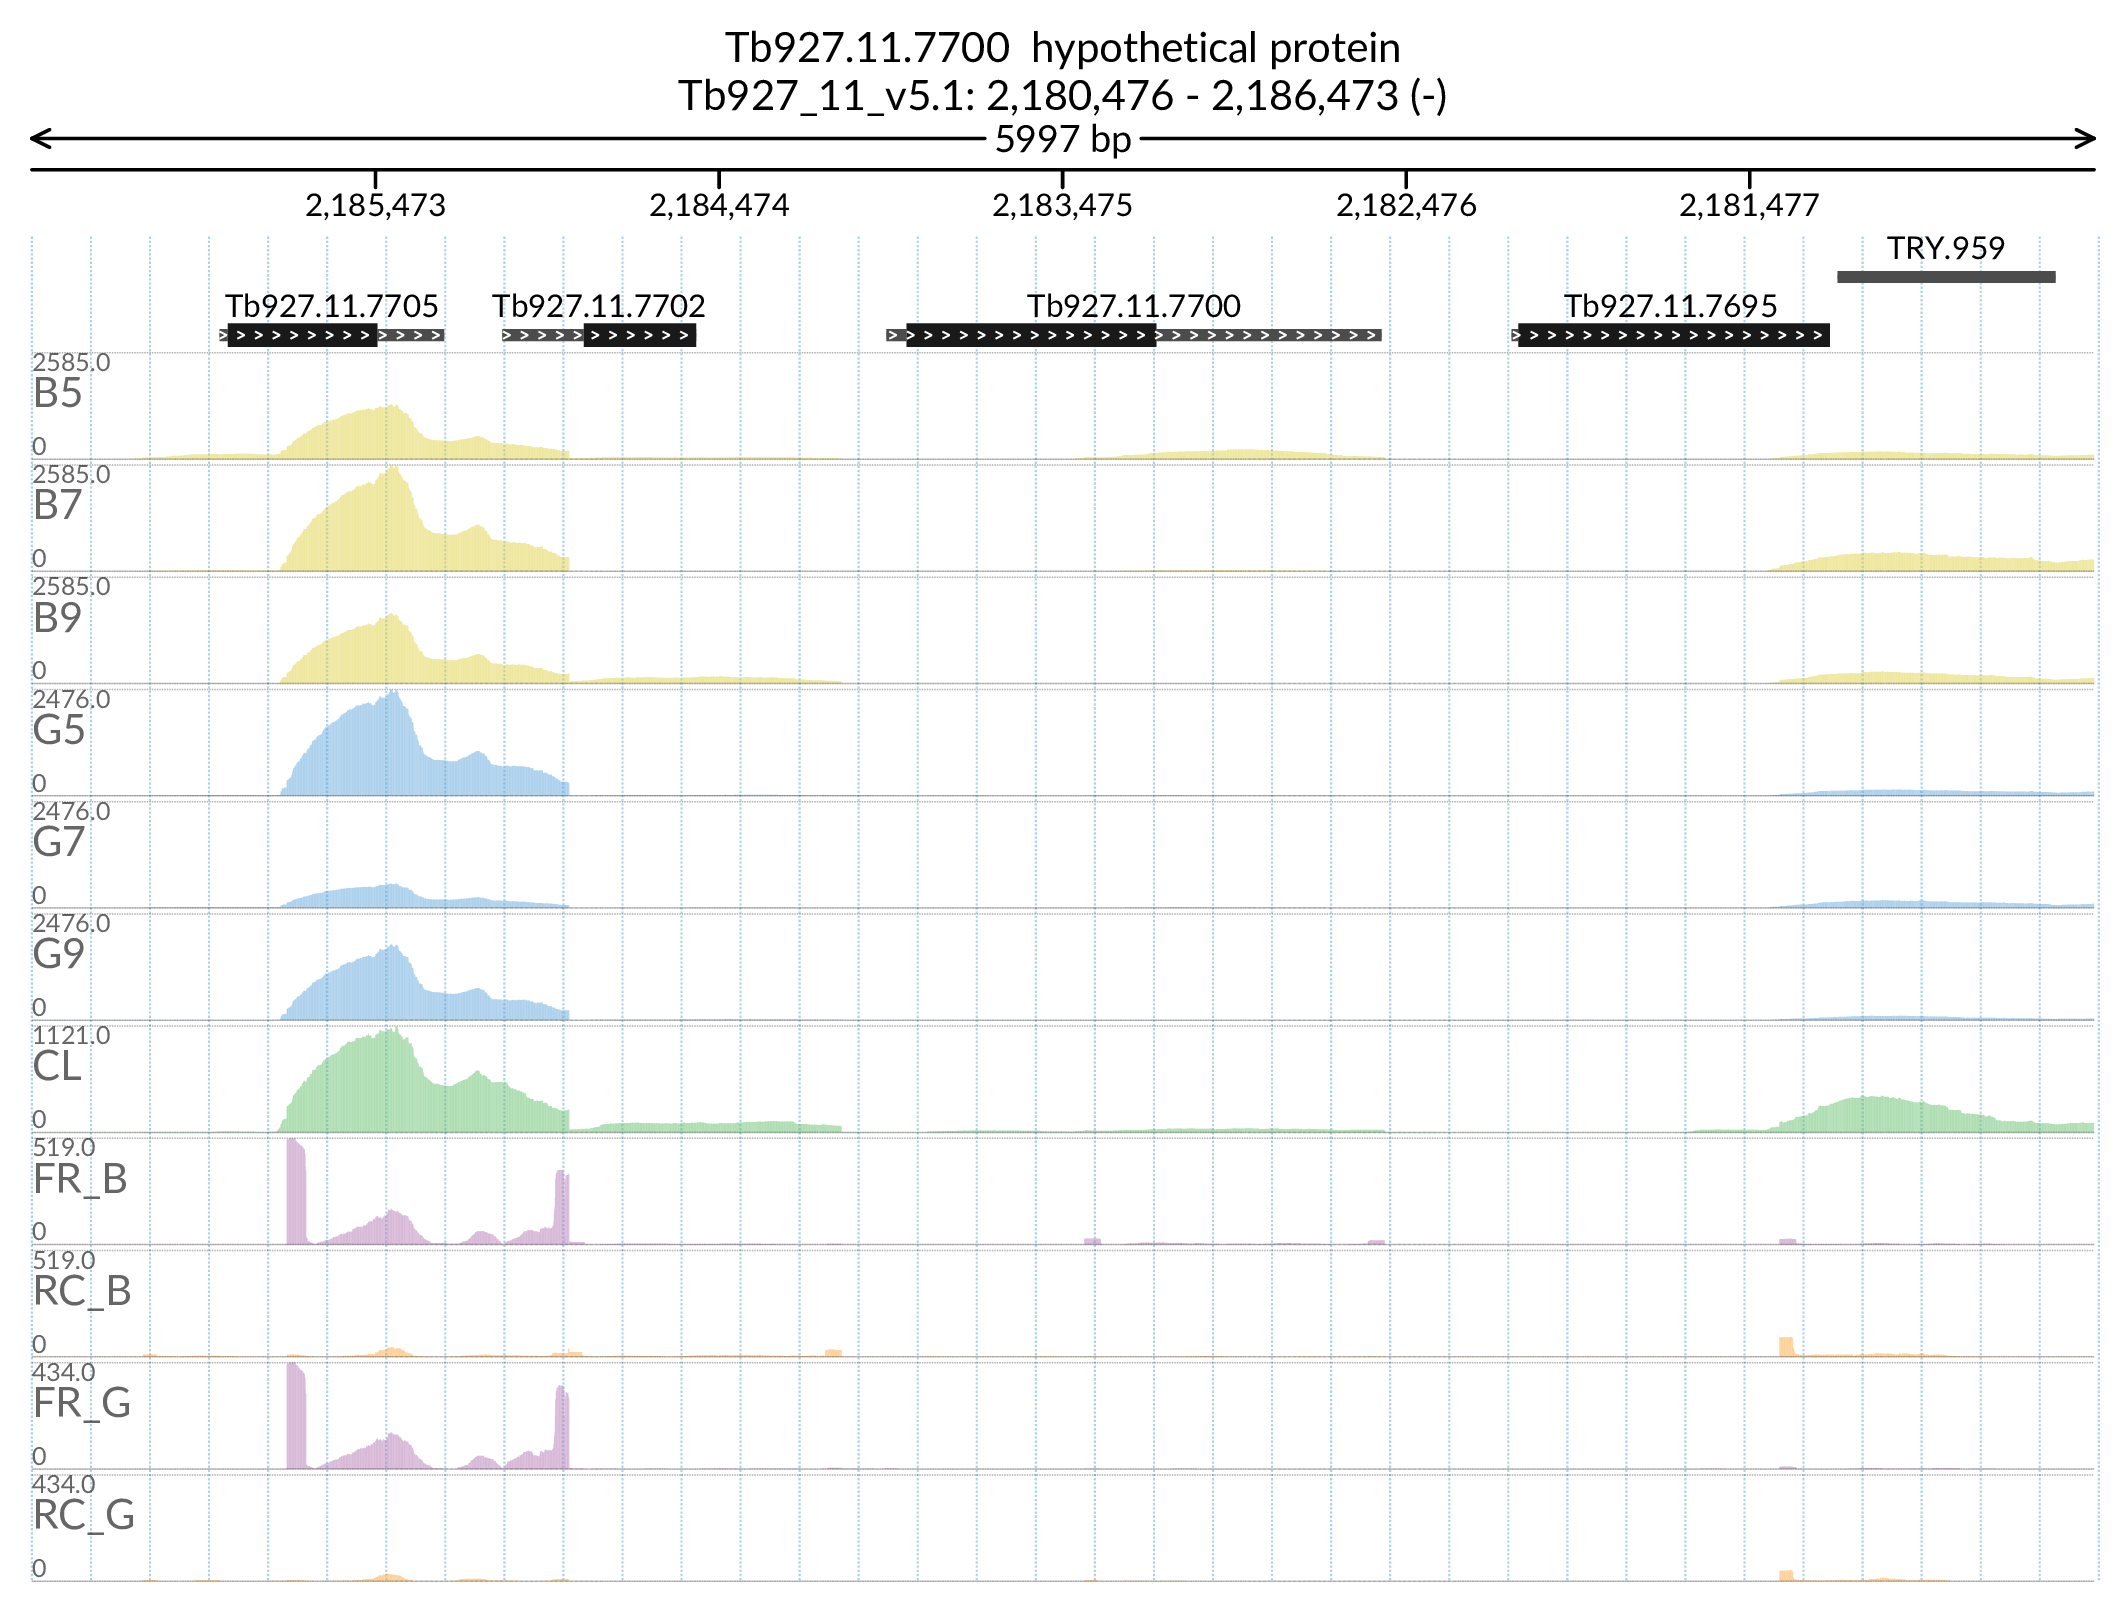 Tb927.11.7700 hypothetical protein
Tb927_11_v5.1: 2,180,476 - 2,186,473 (-)
5997 bp
2,185,473 2,184,474 2,183,475 2,182,476 2,181,477
TRY.959
Tb927.11.7705 Tb927.11.7702 Tb927.11.7700 Tb927.11.7695
2585.0
B5
0
2585.0
B7
0
2585.0
B9
0
2476.0
G5
0
2476.0
G7
0
2476.0
G9
0
1121.0
CL
0
519.0
FR_B
0
519.0
RC_B
0
434.0
FR_G
0
434.0
RC_G
0